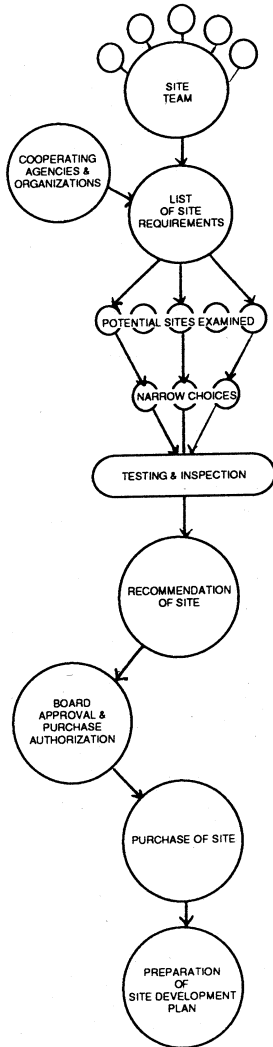 SITE
TEAM
COOPERATING
AGENCIES &
ORGANIZATIONS
LIST
OF SITE
REQUIREMENTS
POTENTIAL SITES EXAMINED
NARROW CHOICES
TESTING & INSPECTION
RECOMMENDATION
OF SITE
BOARD
APPROVAL &
PURCHASE
AUTHORIZATION
PURCHASE OF SITE
PREPARATION
OF
SITE DEVELOPMENT
PLAN